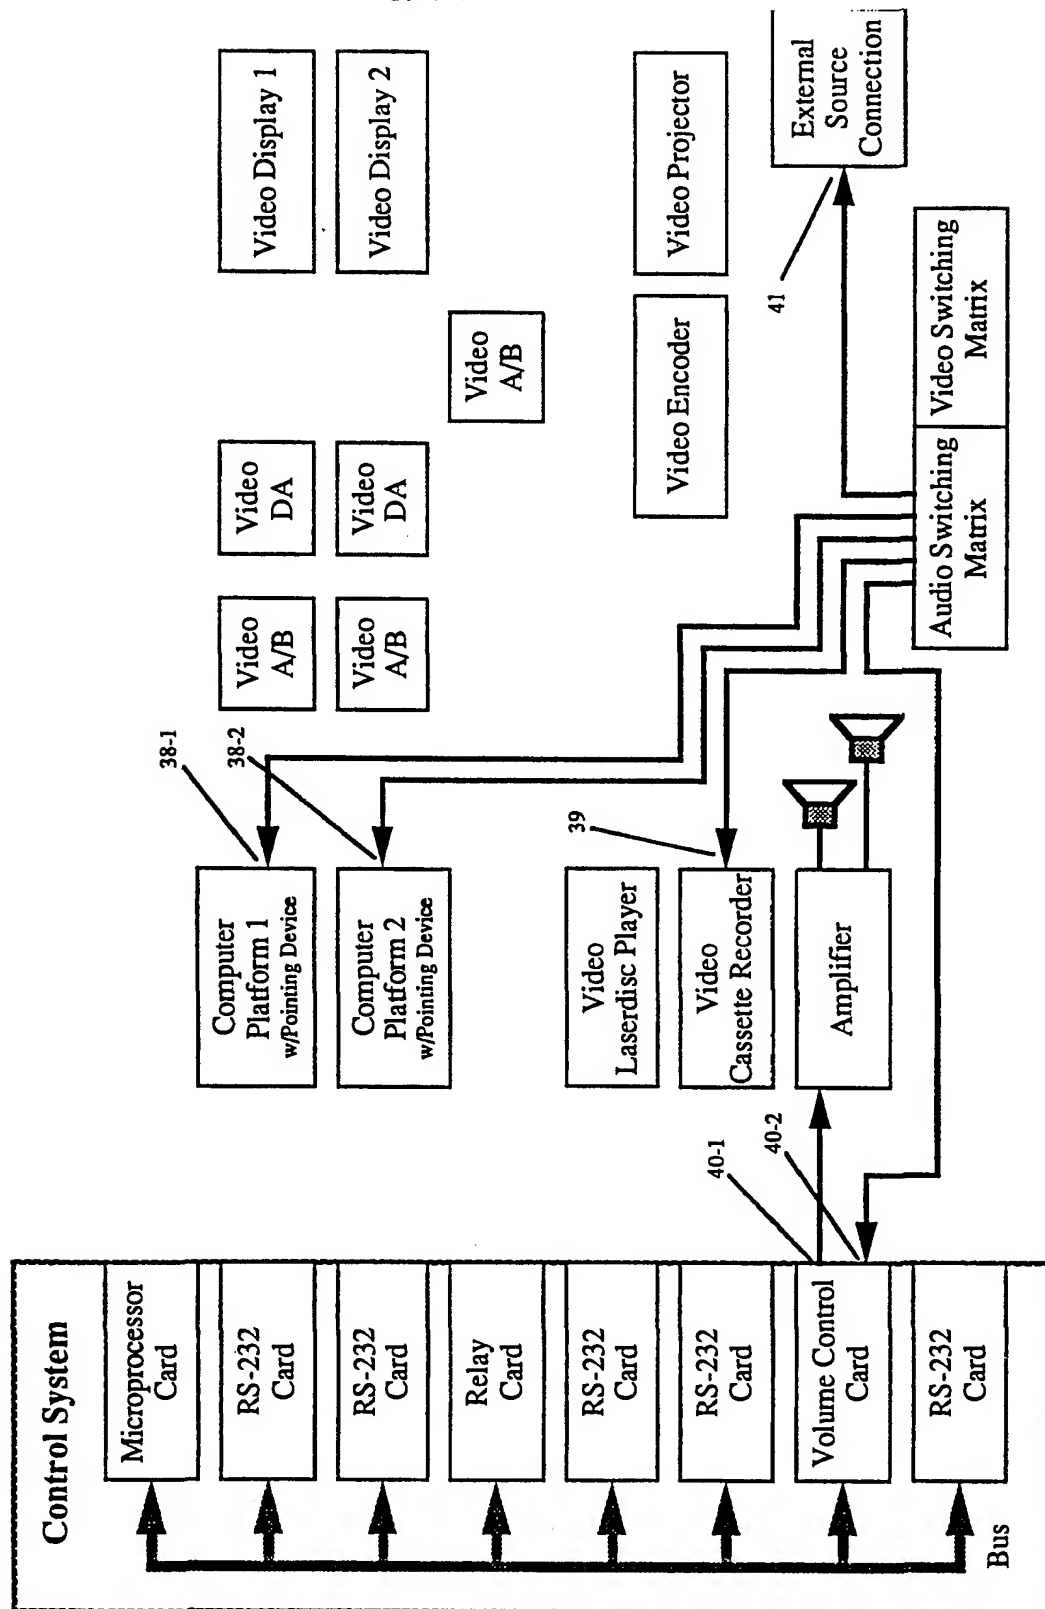 Control System
Microprocessor
Card
RS-232
Card
RS-232
Card
Relay
Card
RS-232
Card
RS-232
Card
Volume Control
Card
RS-232
Card
Bus
40-1
40-2
Computer
Platform 1
w/Pointing Device
Computer
Platform 2
w/Pointing Device
Video
Laserdisc Player
Video
Cassette Recorder
Amplifier
38-1
38-2
39
Video
A/B
Video
A/B
Video
DA
Video
DA
Video
A/B
Video Display 1
Video Display 2
Video Encoder
Video Projector
Audio Switching
Matrix
Video Switching
Matrix
41
External
Source
Connection